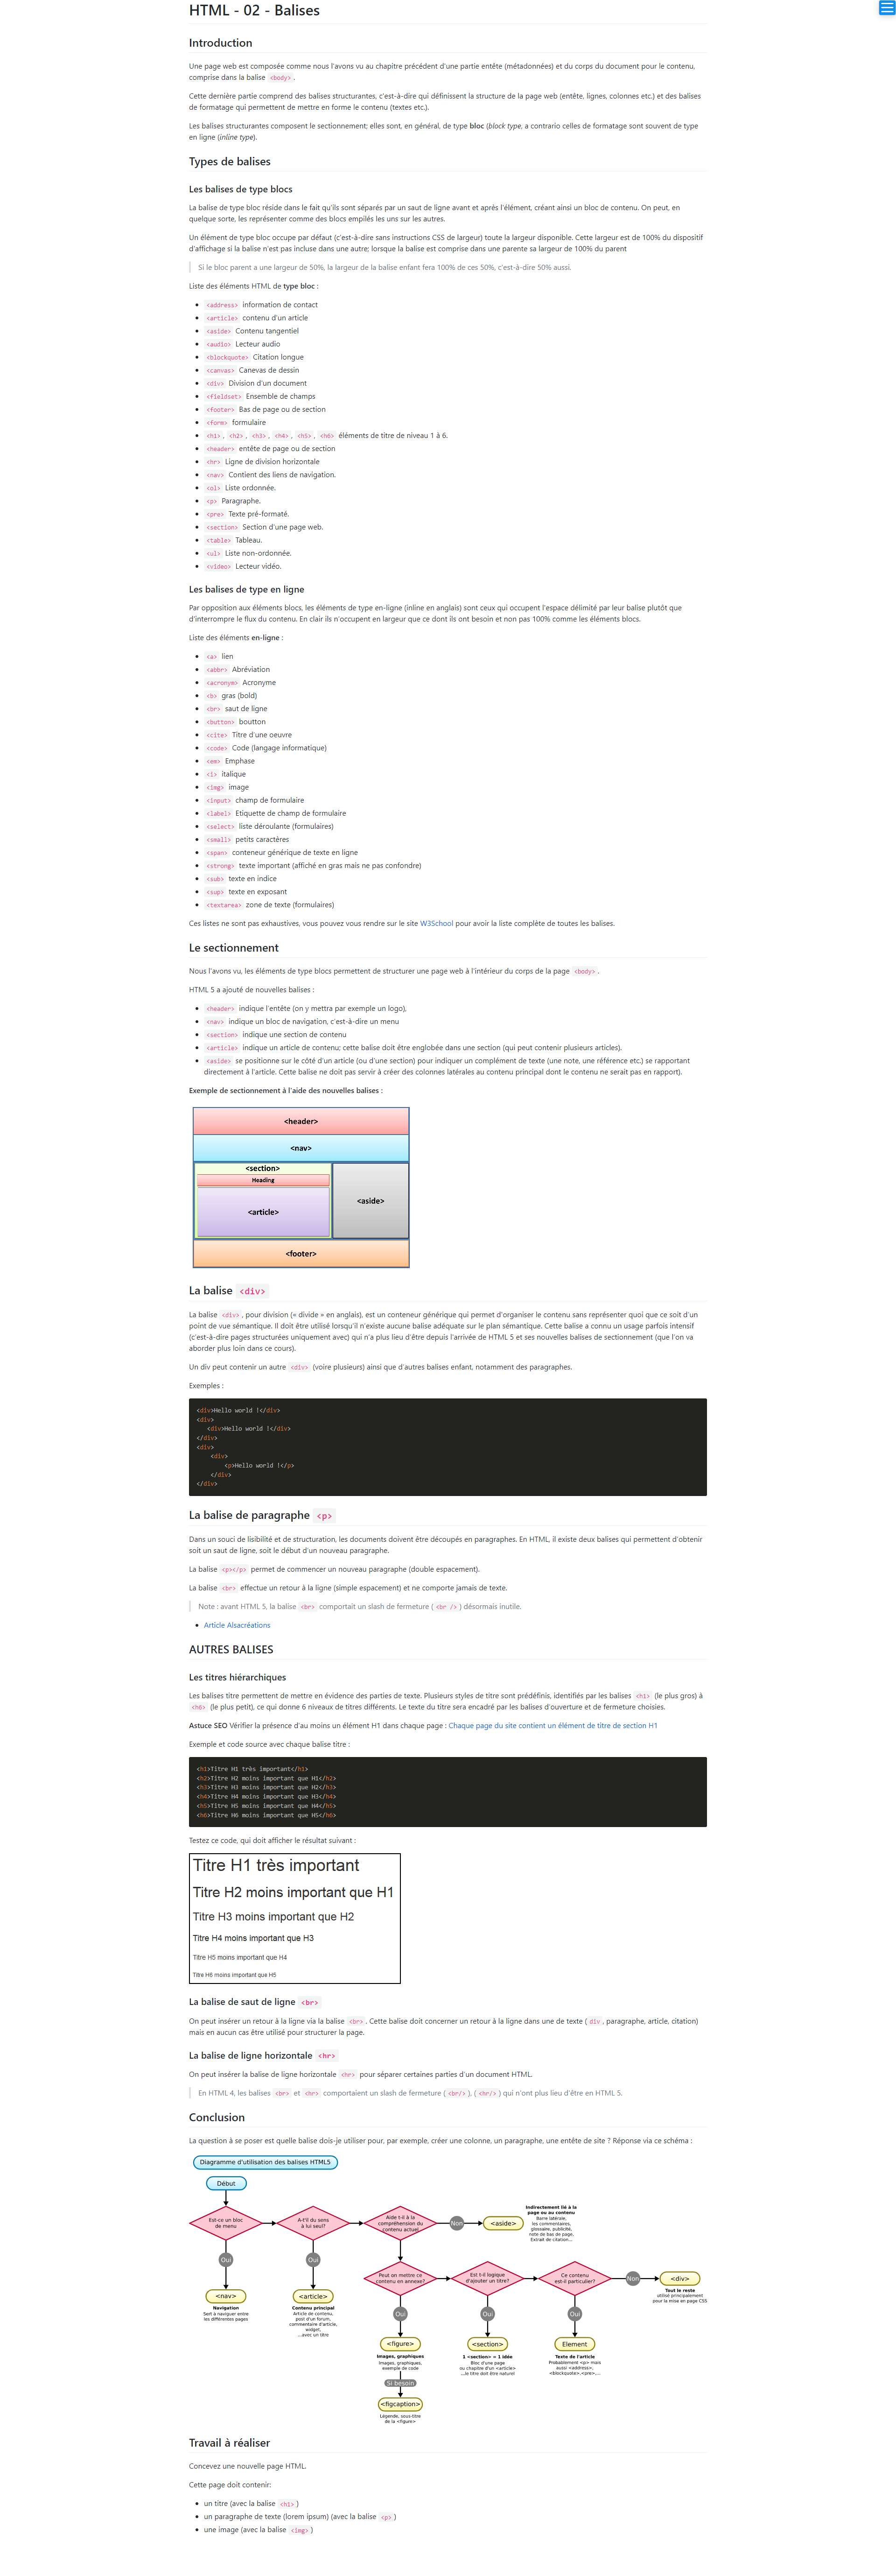 HTML - 02 - Balises
Introduction
Une page web est composée comme nous l'avons vu au chapitre précédent d'une partie entête (métadonnées) et du corps du document pour le contenu,
comprise dans la balise <body>.
Cette dernière partie comprend des balises structurantes, c'est-à-dire qui définissent la structure de la page web (entête, lignes, colonnes etc.) et des balises
de formatage qui permettent de mettre en forme le contenu (textes etc.).
Les balises structurantes composent le sectionnement; elles sont, en général, de type bloc (block type, a contrario celles de formatage sont souvent de type
en ligne (inline type).
Types de balises
Les balises de type blocs
La balise de type bloc réside dans le fait qu'ils sont séparés par un saut de ligne avant et après l'élément, créant ainsi un bloc de contenu. On peut, en
quelque sorte, les représenter comme des blocs empilés les uns sur les autres.
Un élément de type bloc occupe par défaut (c'est-à-dire sans instructions CSS de largeur) toute la largeur disponible. Cette largeur est de 100% du dispositif
d'affichage si la balise n'est pas incluse dans une autre; lorsque la balise est comprise dans une parente sa largeur de 100% du parent
Si le bloc parent a une largeur de 50%, la largeur de la balise enfant fera 100% de ces 50%, c'est-à-dire 50% aussi.
Liste des éléments HTML de type bloc :
<address> information de contact
<article> contenu d'un article
<aside> Contenu tangentiel
<audio> Lecteur audio
<blockquote> Citation longue
<canvas> Canevas de dessin
<div> Division d'un document
<fieldset> Ensemble de champs
<footer> Bas de page ou de section
<form> formulaire
<h1>, <h2>, <h3>, <h4>, <h5>, <h6> éléments de titre de niveau 1 à 6.
<header> entête de page ou de section
<hr> Ligne de division horizontale
<nav> Contient des liens de navigation.
<ol> Liste ordonnée.
<p> Paragraphe.
<pre> Texte pré-formaté.
<section> Section d'une page web.
<table> Tableau.
<ul> Liste non-ordonnée.
<video> Lecteur vidéo.
Les balises de type en ligne
Par opposition aux éléments blocs, les éléments de type en-ligne (inline en anglais) sont ceux qui occupent l'espace délimité par leur balise plutôt que
d'interrompre le flux du contenu. En clair ils n'occupent en largeur que ce dont ils ont besoin et non pas 100% comme les éléments blocs.
Liste des éléments en-ligne :
<a> lien
<abbr> Abréviation
<acronym> Acronyme
<b> gras (bold)
<br> saut de ligne
<button> boutton
<cite> Titre d'une oeuvre
<code> Code (langage informatique)
<em> Emphase
<i> italique
<img> image
<input> champ de formulaire
<label> Etiquette de champ de formulaire
<select> liste déroulante (formulaires)
<small> petits caractères
<span> conteneur générique de texte en ligne
<strong> texte important (affiché en gras mais ne pas confondre)
<sub> texte en indice
<sup> texte en exposant
<textarea> zone de texte (formulaires)
Ces listes ne sont pas exhaustives, vous pouvez vous rendre sur le site W3School pour avoir la liste complète de toutes les balises.
Le sectionnement
Nous l'avons vu, les éléments de type blocs permettent de structurer une page web à l'intérieur du corps de la page <body>.
HTML 5 a ajouté de nouvelles balises :
<header> indique l'entête (on y mettra par exemple un logo),
<nav> indique un bloc de navigation, c'est-à-dire un menu
<section> indique une section de contenu
<article> indique un article de contenu; cette balise doit être englobée dans une section (qui peut contenir plusieurs articles).
<aside> se positionne sur le côté d'un article (ou d'une section) pour indiquer un complément de texte (une note, une référence etc.) se rapportant
directement à l'article. Cette balise ne doit pas servir à créer des colonnes latérales au contenu principal dont le contenu ne serait pas en rapport).
Exemple de sectionnement à l'aide des nouvelles balises :
<header>
<nav>
<section>
Heading
<article>
<aside>
<footer>
La balise <div>
La balise <div>, pour division (« divide » en anglais), est un conteneur générique qui permet d'organiser le contenu sans représenter quoi que ce soit d'un
point de vue sémantique. Il doit être utilisé lorsqu'il n'existe aucune balise adéquate sur le plan sémantique. Cette balise a connu un usage parfois intensif
(c'est-à-dire pages structurées uniquement avec) qui n'a plus lieu d'être depuis l'arrivée de HTML 5 et ses nouvelles balises de sectionnement (que l'on va
aborder plus loin dans ce cours).
Un div peut contenir un autre <div> (voire plusieurs) ainsi que d'autres balises enfant, notamment des paragraphes.
Exemples :
<div>Hello world !</div>
<div>
<div>Hello world !</div>
</div>
<div>
<div>
<p>Hello world !</p>
</div>
</div>
La balise de paragraphe <p>
Dans un souci de lisibilité et de structuration, les documents doivent être découpés en paragraphes. En HTML, il existe deux balises qui permettent d'obtenir
soit un saut de ligne, soit le début d'un nouveau paragraphe.
La balise <p></p> permet de commencer un nouveau paragraphe (double espacement).
La balise <br> effectue un retour à la ligne (simple espacement) et ne comporte jamais de texte.
Note : avant HTML 5, la balise <br> comportait un slash de fermeture ( <br /> ) désormais inutile.
Article Alsacréations
AUTRES BALISES
Les titres hiérarchiques
Les balises titre permettent de mettre en évidence des parties de texte. Plusieurs styles de titre sont prédéfinis, identifiés par les balises <h1> (le plus gros) à
<h6> (le plus petit), ce qui donne 6 niveaux de titres différents. Le texte du titre sera encadré par les balises d'ouverture et de fermeture choisies.
Astuce SEO Vérifier la présence d'au moins un élément H1 dans chaque page : Chaque page du site contient un élément de titre de section H1
Exemple et code source avec chaque balise titre :
<h1>Titre H1 très important</h1>
<h2>Titre H2 moins important que H1</h2>
<h3>Titre H3 moins important que H2</h3>
<h4>Titre H4 moins important que H3</h4>
<h5>Titre H5 moins important que H4</h5>
<h6>Titre H6 moins important que H5</h6>
Testez ce code, qui doit afficher le résultat suivant :
Titre H1 très important
Titre H2 moins important que H1
Titre H3 moins important que H2
Titre H4 moins important que H3
Titre H5 moins important que H4
Titre H6 moins important que H5
La balise de saut de ligne <br>
On peut insérer un retour à la ligne via la balise <br>. Cette balise doit concerner un retour à la ligne dans une de texte ( div, paragraphe, article, citation)
mais en aucun cas être utilisé pour structurer la page.
La balise de ligne horizontale <hr>
On peut insérer la balise de ligne horizontale <hr> pour séparer certaines parties d'un document HTML.
En HTML 4, les balises <br> et <hr> comportaient un slash de fermeture ( <br/> ), ( <hr/> ) qui n'ont plus lieu d'être en HTML 5.
Conclusion
La question à se poser est quelle balise dois-je utiliser pour, par exemple, créer une colonne, un paragraphe, une entête de site ? Réponse via ce schéma :
Diagramme d'utilisation des balises HTML5
Début
Est-ce un bloc
de menu
A-t'il du sens
à lui seul?
Aide t-il à la
compréhension du
contenu actuel
Non
<aside>
Indirectement lié à la
page ou au contenu
Barre latérale,
les commentaires,
glossaire, publicité,
note de bas de page,
Extrait de citation...
Oui
<nav>
Navigation
Sert à naviguer entre
les différentes pages
Oui
<article>
Contenu principal
Article de contenu,
post d'un forum,
commentaire d'article,
widget,
...avec un titre
Peut on mettre ce
contenu en annexe?
Est t-il logique
d'ajouter un titre?
Ce contenu
est-il particulier?
Non
<div>
Tout le reste
utilisé principalement
pour la mise en page CSS
Oui
<figure>
Images, graphiques
Images, graphiques,
exemple de code
Si besoin
<figcaption>
Légende, sous-titre
de la <figure>
Oui
<section>
1 <section> = 1 idée
Bloc d'une page
ou chapitre d'un <article>
...le titre doit être naturel
Oui
Element
Texte de l'article
Probablement <p> mais
aussi <address>,
<blockquote>,<pre>,...
Travail à réaliser
Concevez une nouvelle page HTML.
Cette page doit contenir:
un titre (avec la balise <h1>)
un paragraphe de texte (lorem ipsum) (avec la balise <p>)
une image (avec la balise <img>)